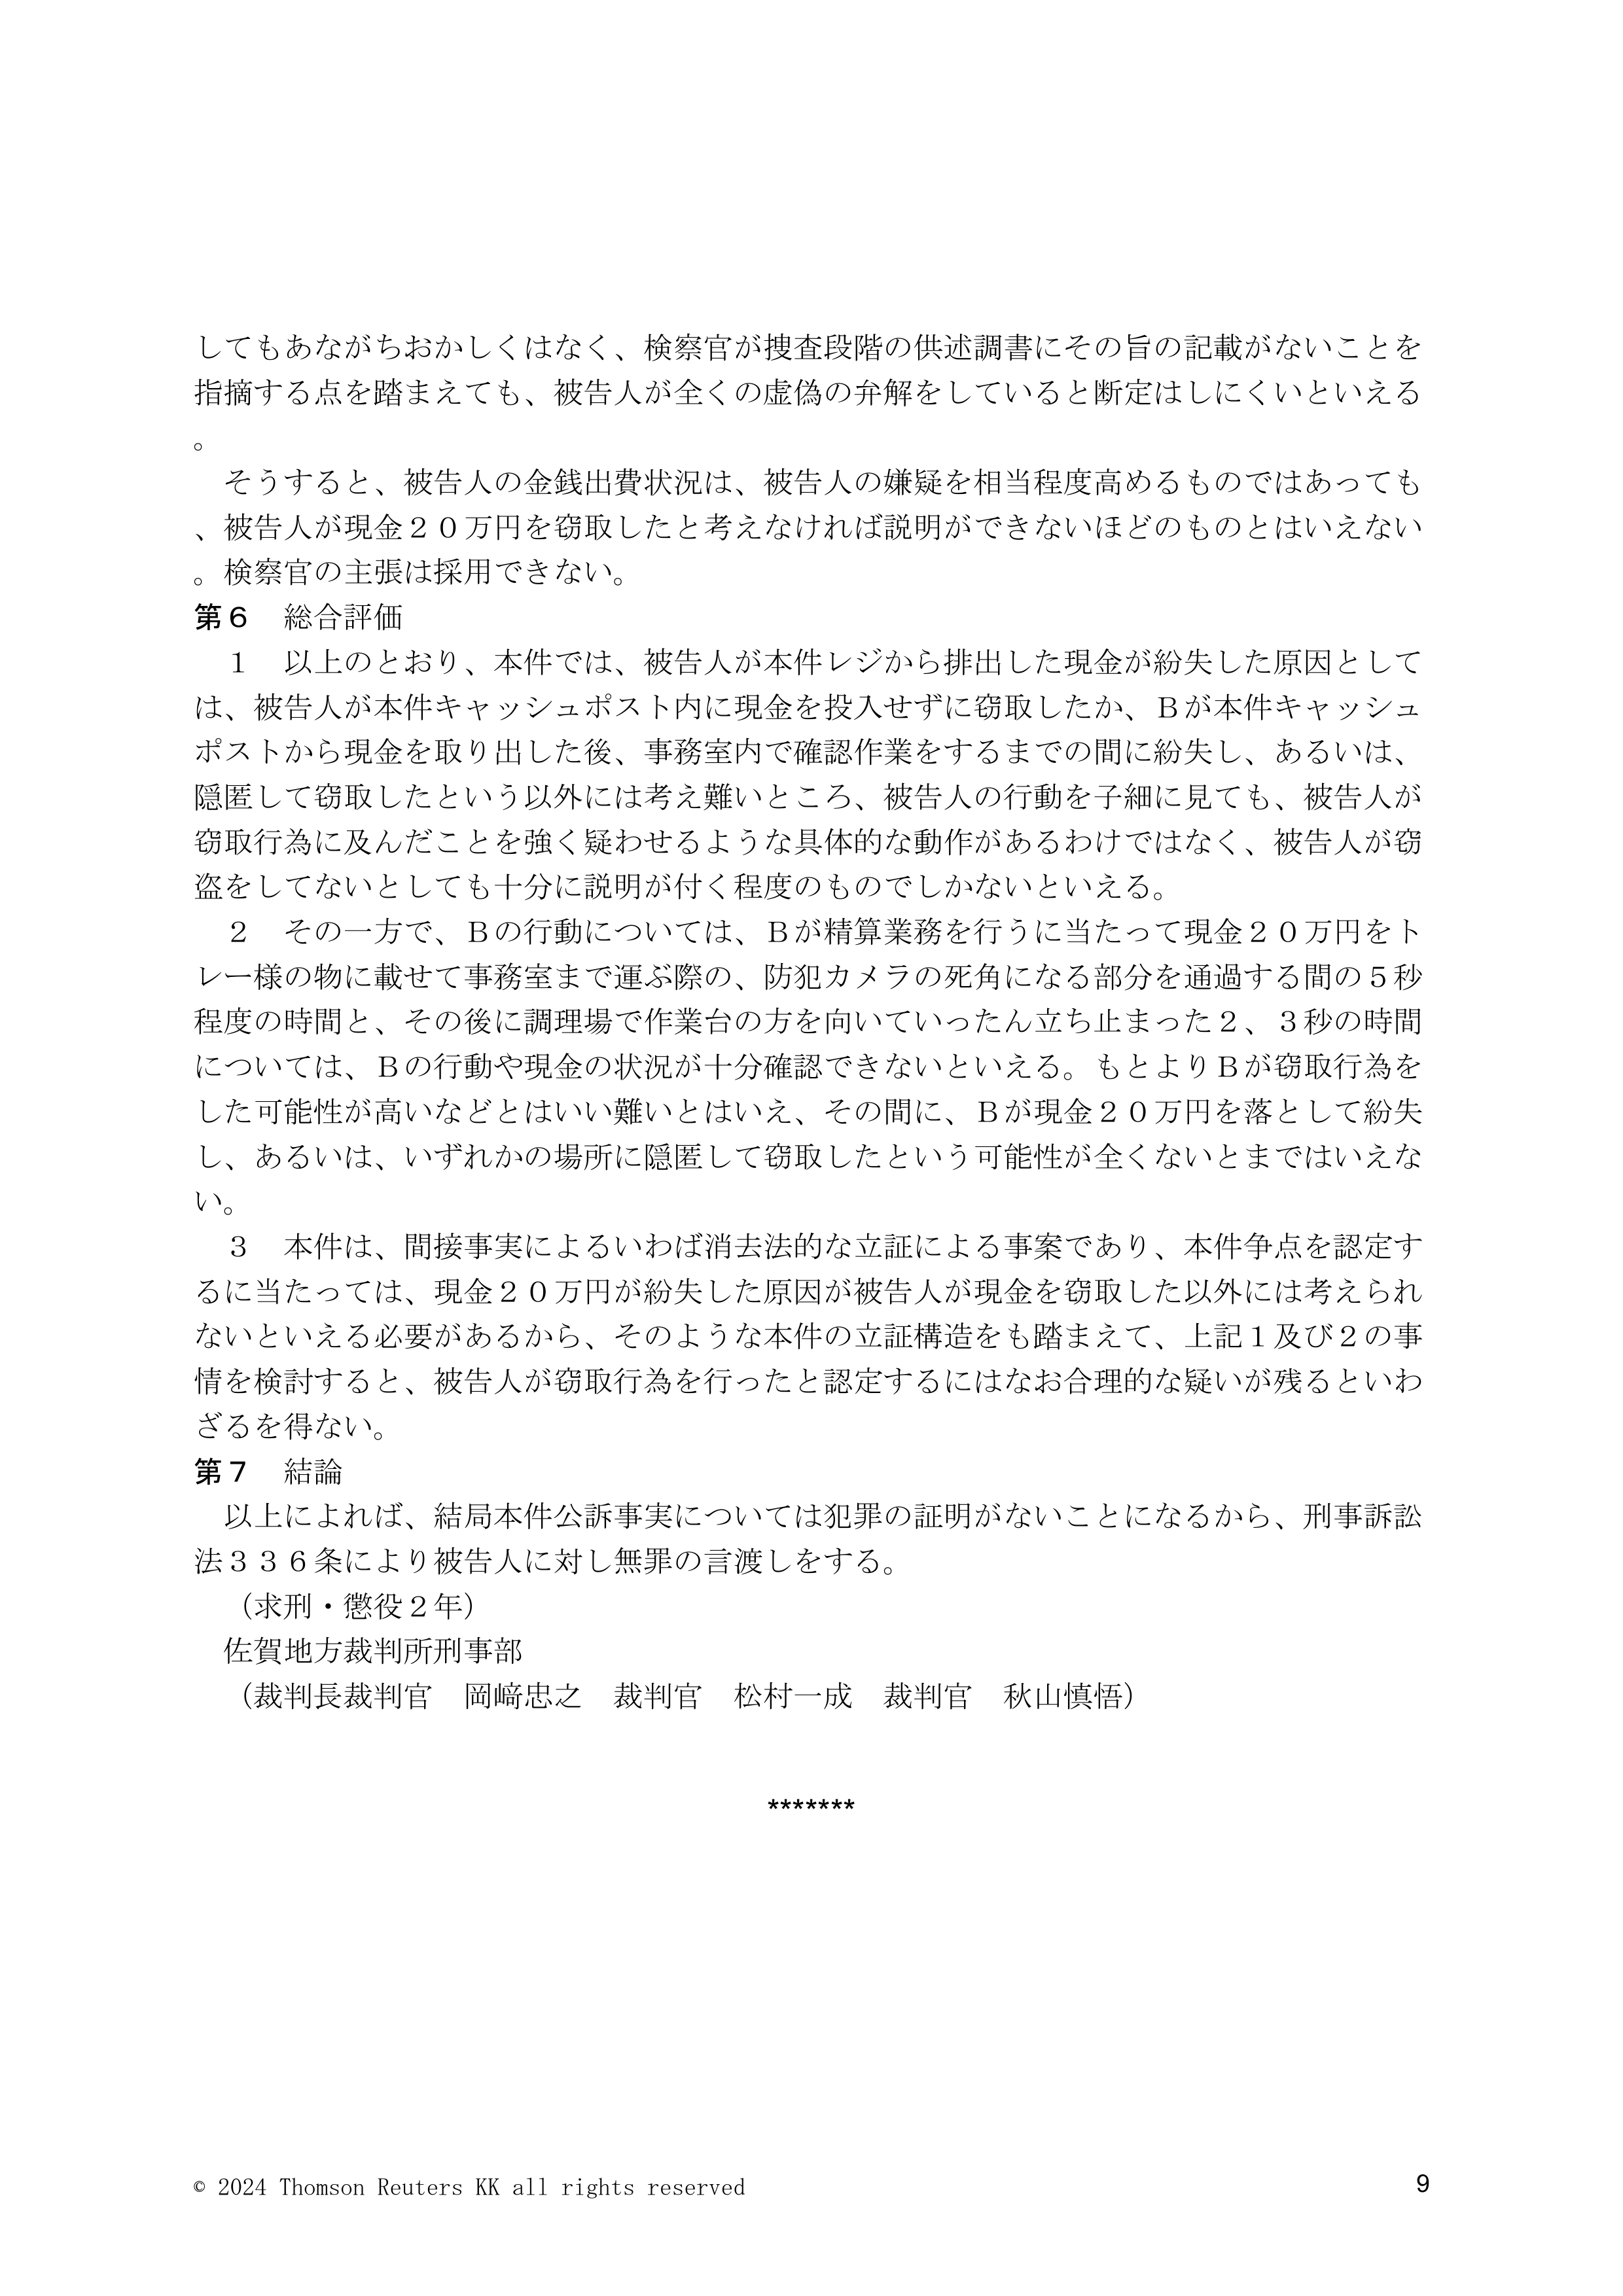 してもあながちおかしくはなく、検察官が捜査段階の供述調書にその旨の記載がないことを
指摘する点を踏まえても、被告人が全くの虚偽の弁解をしていると断定はしにくいといえる
。
　そうすると、被告人の金銭出費状況は、被告人の嫌疑を相当程度高めるものではあっても
、被告人が現金２０万円を窃取したと考えなければ説明ができないほどのものとはいえない
。検察官の主張は採用できない。
第６　総合評価
　１　以上のとおり、本件では、被告人が本件レジから排出した現金が紛失した原因として
は、被告人が本件キャッシュポスト内に現金を投入せずに窃取したか、Ｂが本件キャッシュ
ポストから現金を取り出した後、事務室内で確認作業をするまでの間に紛失し、あるいは、
隠匿して窃取したという以外には考え難いところ、被告人の行動を子細に見ても、被告人が
窃取行為に及んだことを強く疑わせるような具体的な動作があるわけではなく、被告人が窃
盗をしてないとしても十分に説明が付く程度のものでしかないといえる。
　２　その一方で、Ｂの行動については、Ｂが精算業務を行うに当たって現金２０万円をト
レー様の物に載せて事務室まで運ぶ際の、防犯カメラの死角になる部分を通過する間の５秒
程度の時間と、その後に調理場で作業台の方を向いていったん立ち止まった２、３秒の時間
については、Ｂの行動や現金の状況が十分確認できないといえる。もとよりＢが窃取行為を
した可能性が高いなどとはいい難いとはいえ、その間に、Ｂが現金２０万円を落として紛失
し、あるいは、いずれかの場所に隠匿して窃取したという可能性が全くないとまではいえな
い。
　３　本件は、間接事実によるいわば消去法的な立証による事案であり、本件争点を認定す
るに当たっては、現金２０万円が紛失した原因が被告人が現金を窃取した以外には考えられ
ないといえる必要があるから、そのような本件の立証構造をも踏まえて、上記１及び２の事
情を検討すると、被告人が窃取行為を行ったと認定するにはなお合理的な疑いが残るといわ
ざるを得ない。
第７　結論
　以上によれば、結局本件公訴事実については犯罪の証明がないことになるから、刑事訴訟
法３３６条により被告人に対し無罪の言渡しをする。
　（求刑・懲役２年）
　佐賀地方裁判所刑事部
　（裁判長裁判官　岡﨑忠之　裁判官　松村一成　裁判官　秋山慎悟）
*******
© 2024 Thomson Reuters KK all rights reserved
9